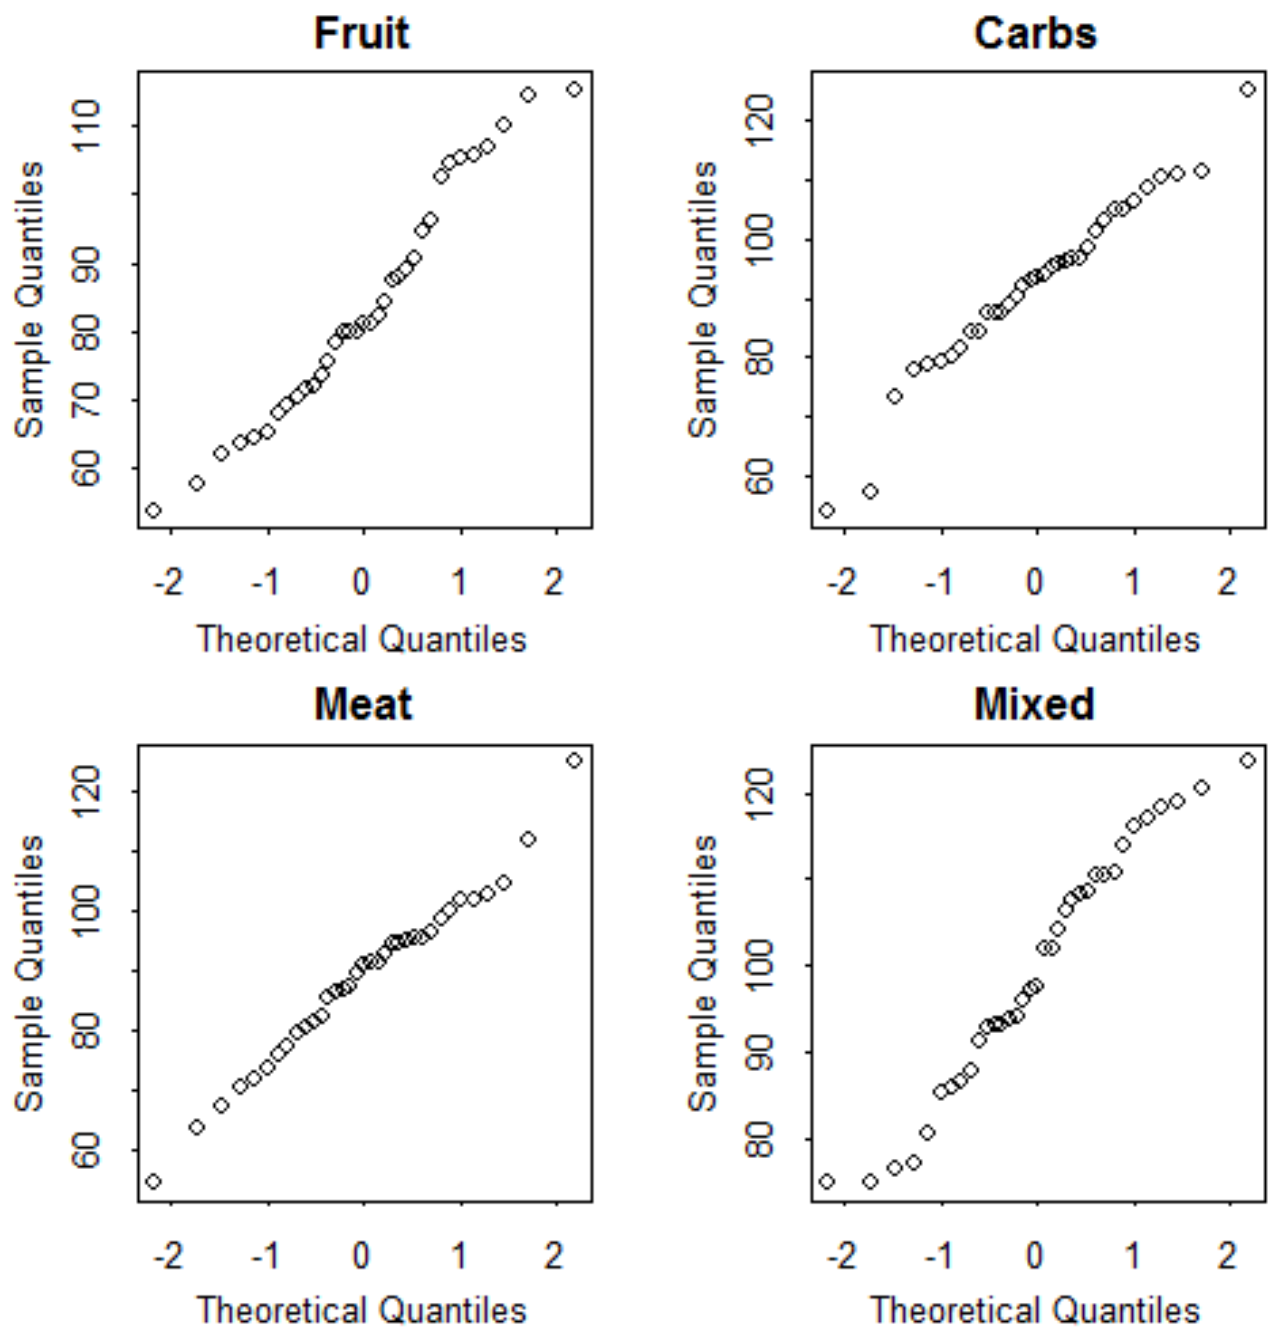 Fruit
Sample Quantiles
60 70 80 90 110
-2 -1 0 1 2
Theoretical Quantiles
Carbs
Sample Quantiles
60 80 100 120
-2 -1 0 1 2
Theoretical Quantiles
Meat
Sample Quantiles
60 80 100 120
-2 -1 0 1 2
Theoretical Quantiles
Mixed
Sample Quantiles
80 90 100 120
-2 -1 0 1 2
Theoretical Quantiles